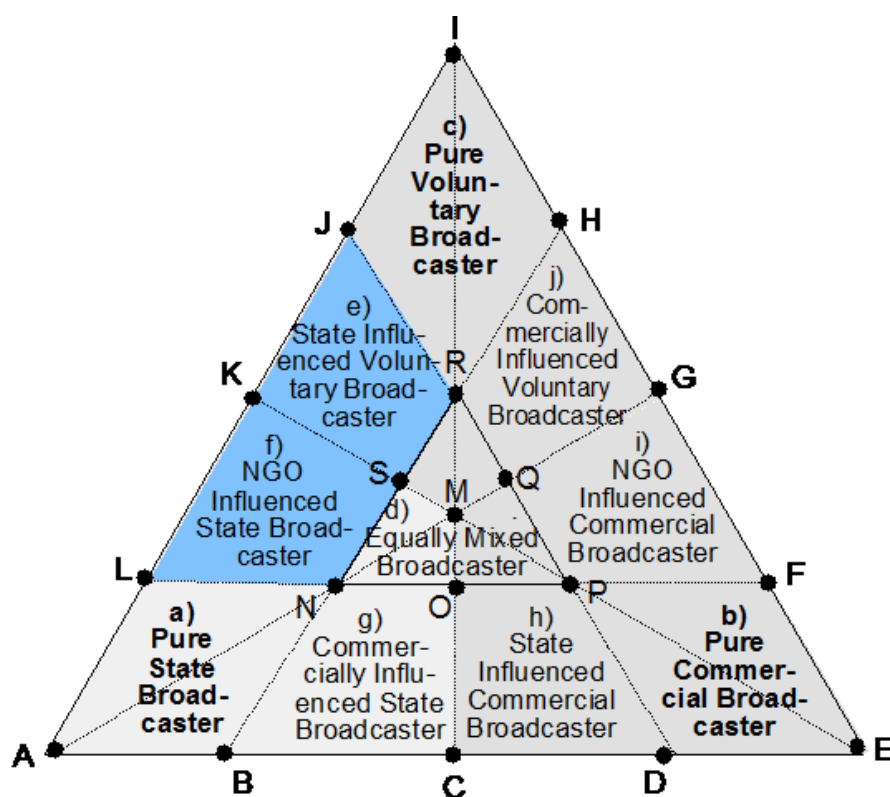 I
c)
Pure
Volun-
tary
Broad-
caster
J
H
e)
State Influ-
enced Volun-
tary Broad-
caster
R
j)
Com-
mercially
Influenced
Voluntary
Broadcaster
K
G
f)
NGO
Influenced
State Broad-
caster
S
Q
M
d)
Equally Mixed
Broadcaster
i)
NGO
Influenced
Commercial
Broadcaster
L
F
N
O
P
a)
Pure
State
Broad-
caster
g)
Commer-
cially Influ-
enced State
Broadcaster
h)
State
Influenced
Commercial
Broadcaster
b)
Pure
Commer-
cial Broad-
caster
A
B
C
D
E